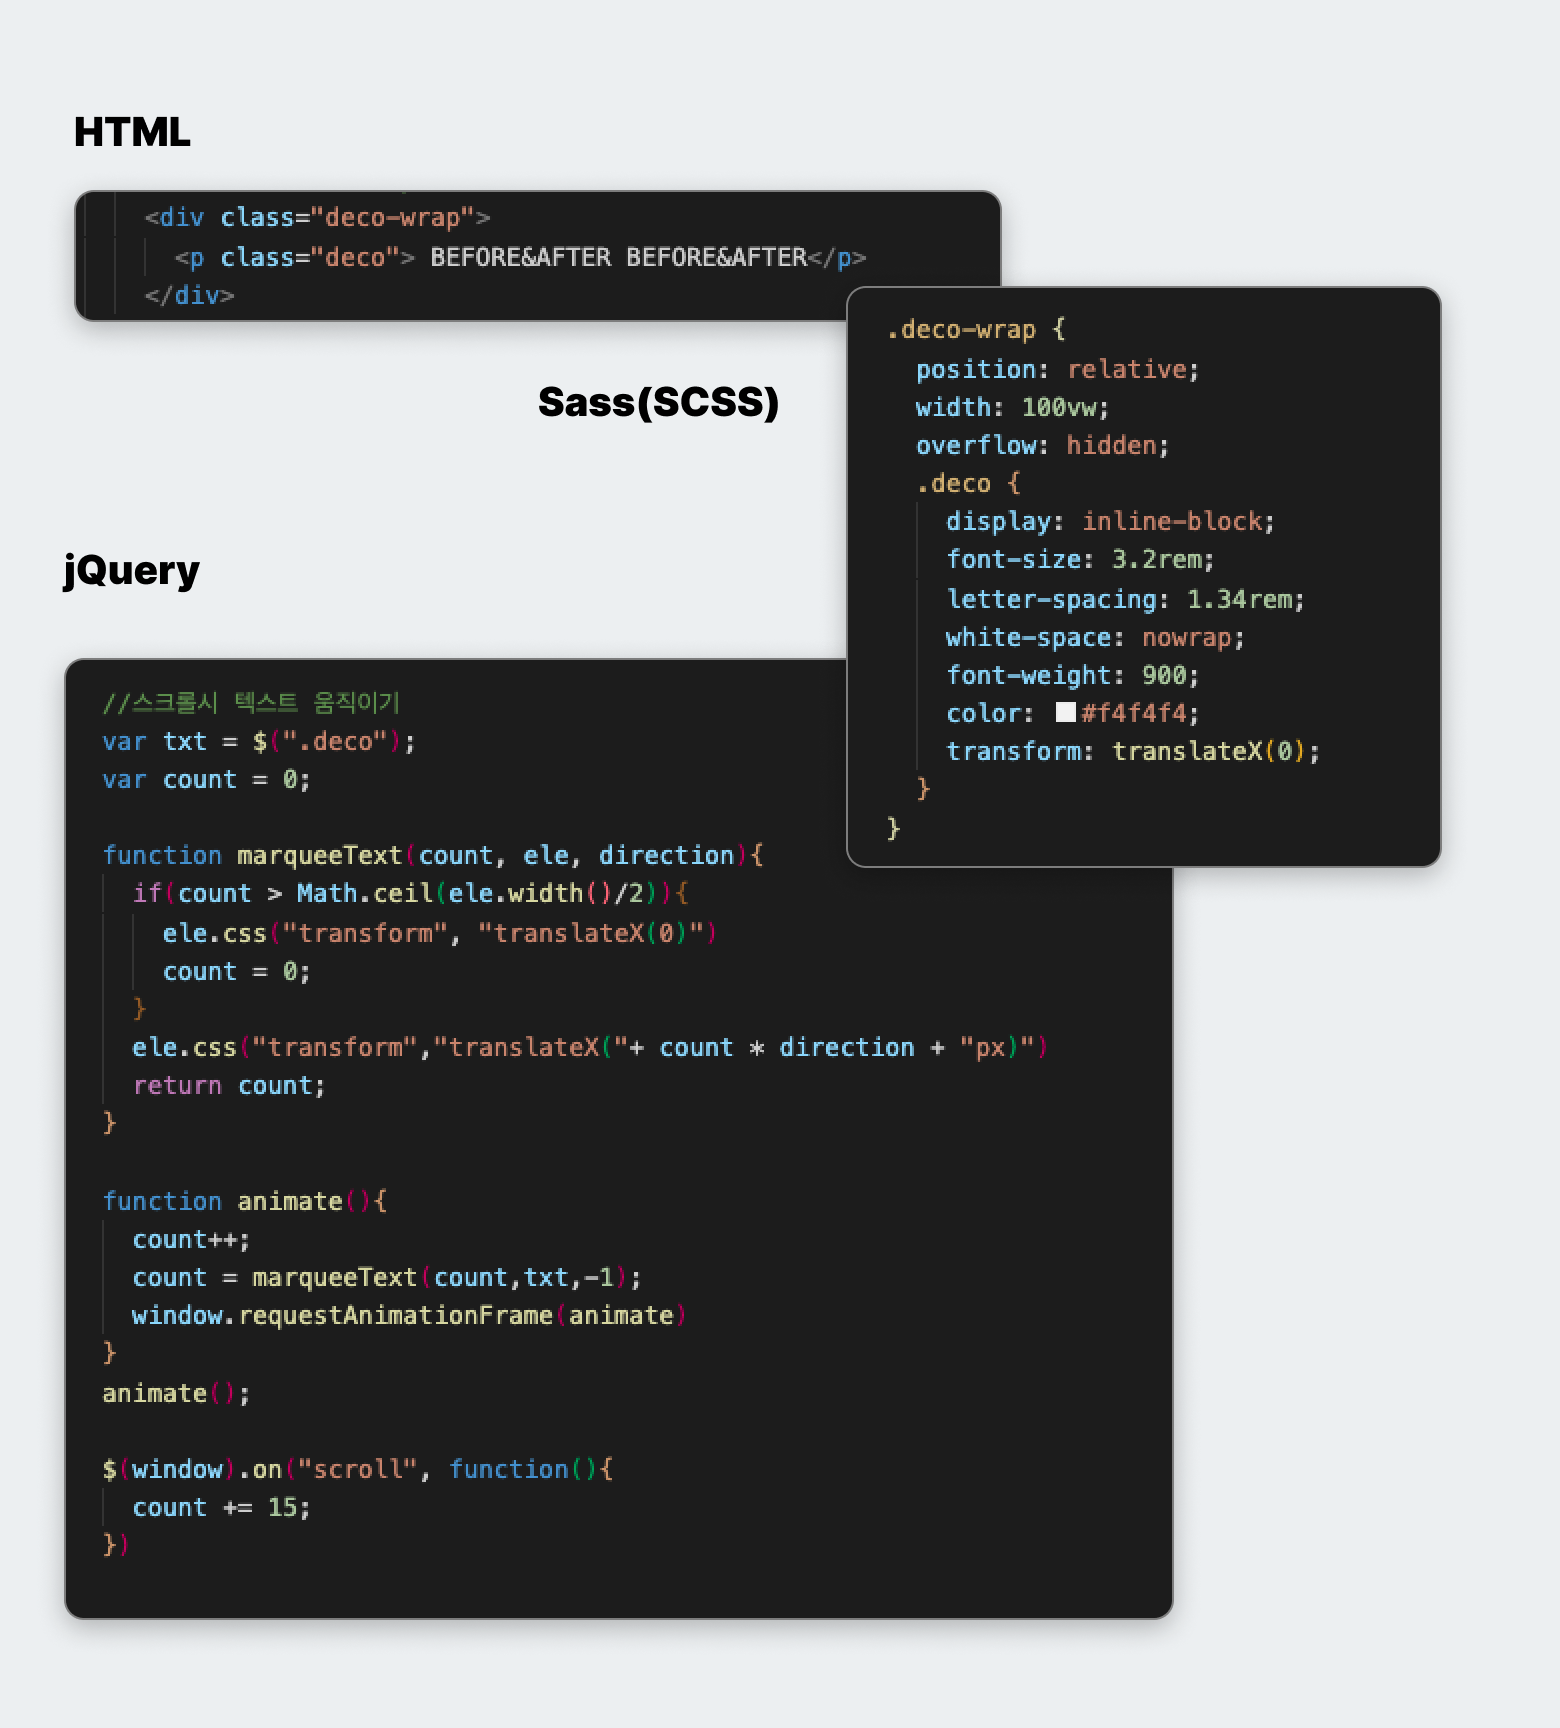 HTML
<div class="deco-wrap">
<p class="deco"> BEFORE&AFTER BEFORE&AFTER</p>
</div>
Sass(SCSS)
.deco-wrap {
position: relative;
width: 100vw;
overflow: hidden;
.deco {
display: inline-block;
font-size: 3.2rem;
letter-spacing: 1.34rem;
white-space: nowrap;
font-weight: 900;
color: #f4f4f4;
transform: translateX(0);
}
}
jQuery
//스크롤시 텍스트 움직이기
var txt = $(".deco");
var count = 0;
function marqueeText(count, ele, direction){
if(count > Math.ceil(ele.width()/2)){
ele.css("transform", "translateX(0)")
count = 0;
}
ele.css("transform","translateX("+ count * direction + "px)")
return count;
}
function animate(){
count++;
count = marqueeText(count,txt,-1);
window.requestAnimationFrame(animate)
}
animate();
$(window).on("scroll", function(){
count += 15;
})